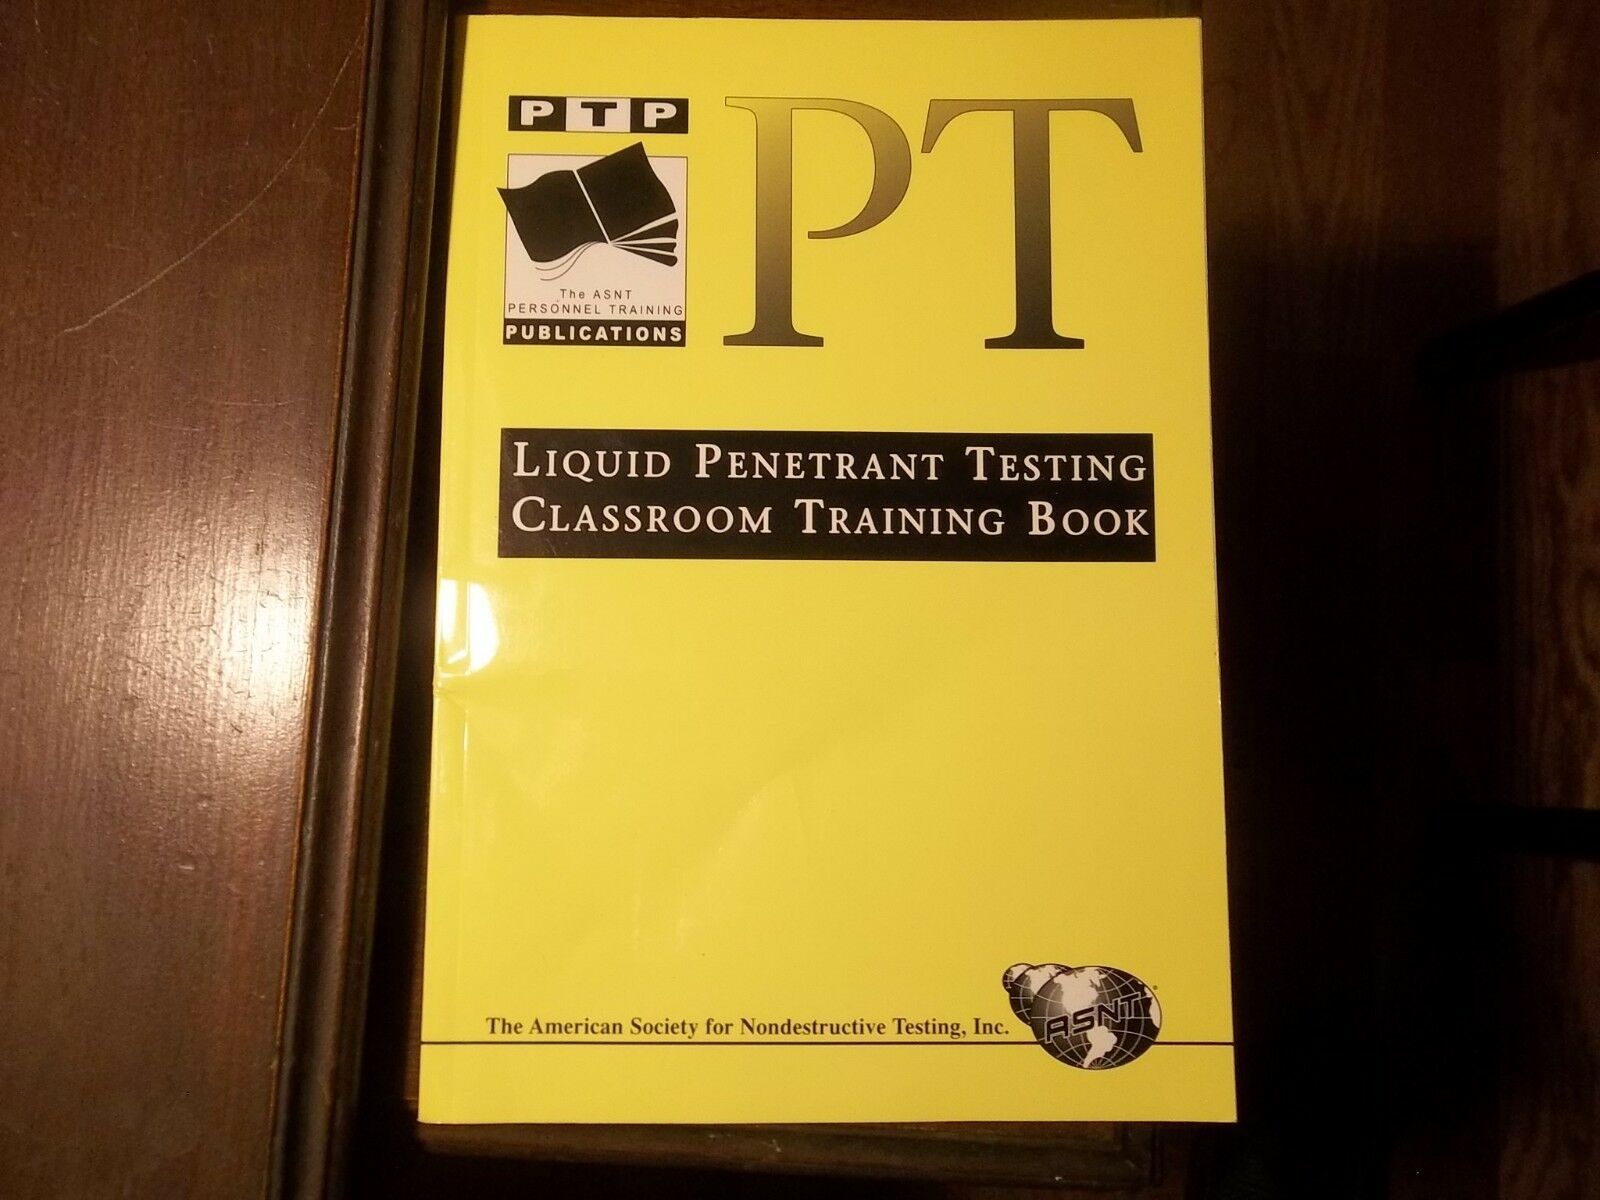 PTP
The ASNT
PERSONNEL TRAINING
PUBLICATIONS
PT
LIQUID PENETRANT TESTING
CLASSROOM TRAINING BOOK
The American Society for Nondestructive Testing, Inc.
ASNT